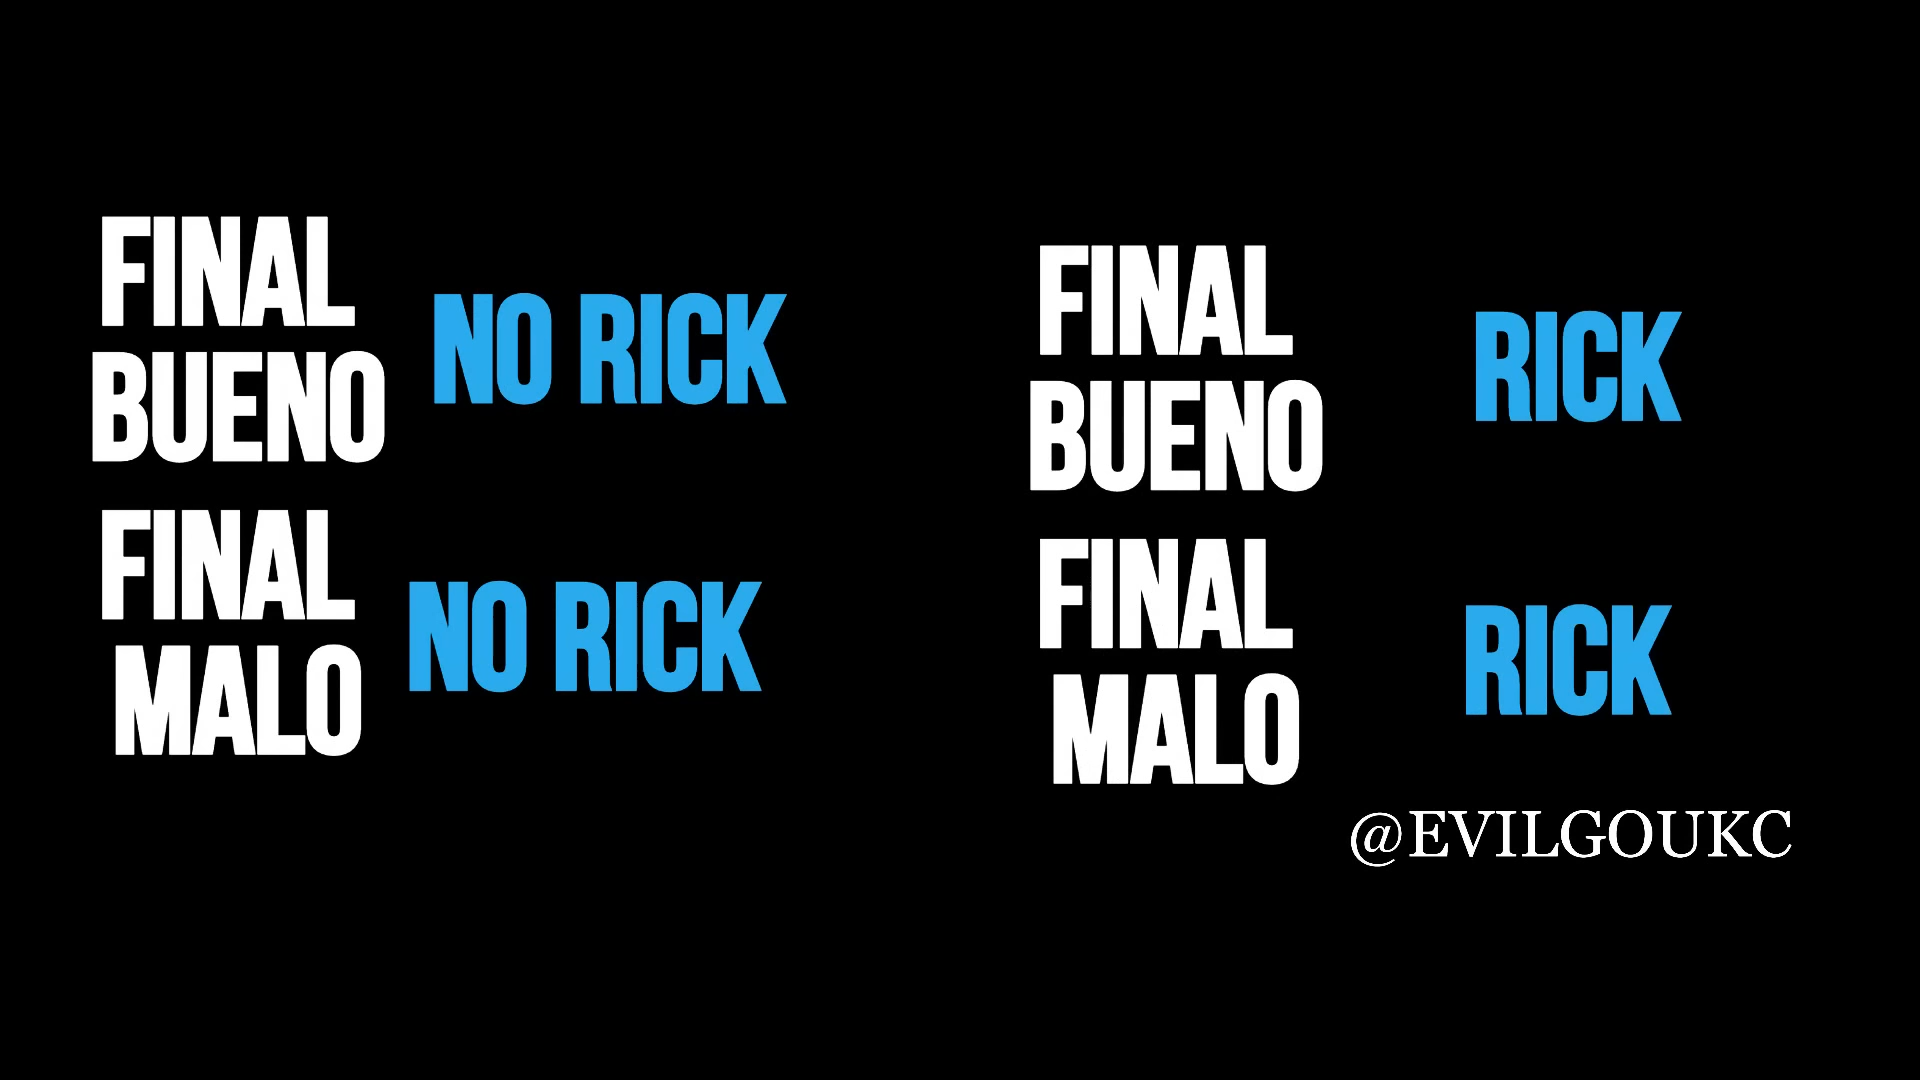 FINAL
BUENO
NO RICK
FINAL
MALO
NO RICK
FINAL
BUENO
RICK
FINAL
MALO
RICK
@EVILGOUKC